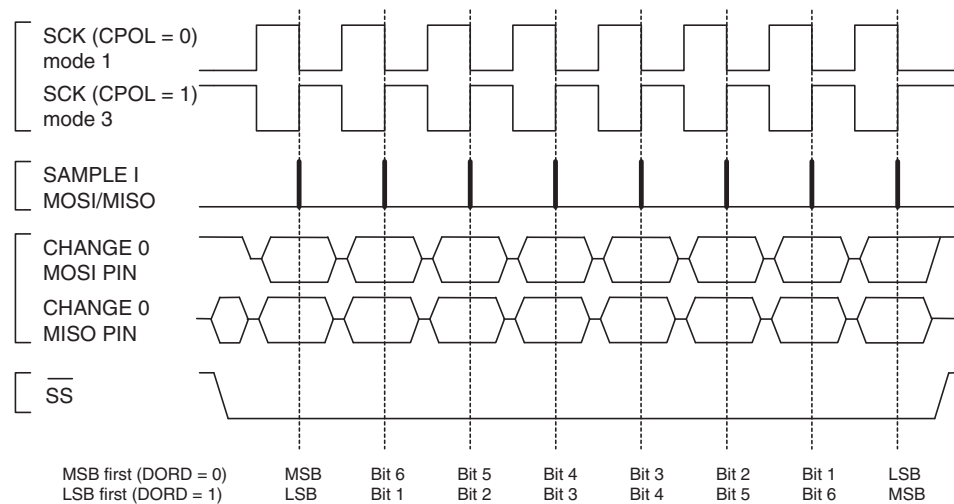 SCK (CPOL = 0)
mode 1
SCK (CPOL = 1)
mode 3
SAMPLE I
MOSI/MISO
CHANGE 0
MOSI PIN
CHANGE 0
MISO PIN
SS
MSB first (DORD = 0) MSB Bit 6 Bit 5 Bit 4 Bit 3 Bit 2 Bit 1 LSB
LSB first (DORD = 1) LSB Bit 1 Bit 2 Bit 3 Bit 4 Bit 5 Bit 6 MSB